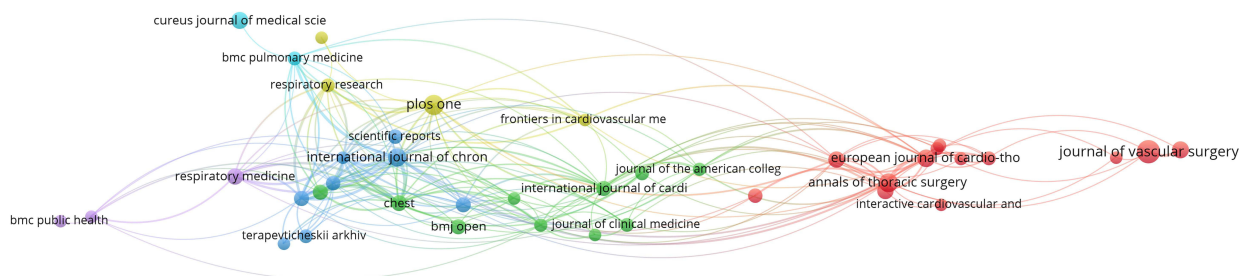 cureus journal of medical scie
bmc pulmonary medicine
respiratory research
plos one
frontiers in cardiovascular me
scientific reports
international journal of chron
european journal of cardio-tho
journal of vascular surgery
respiratory medicine
journal of the american colleg
international journal of cardi
annals of thoracic surgery
chest
interactive cardiovascular and
bmc public health
bmj open
journal of clinical medicine
terapevticheskii arkhiv